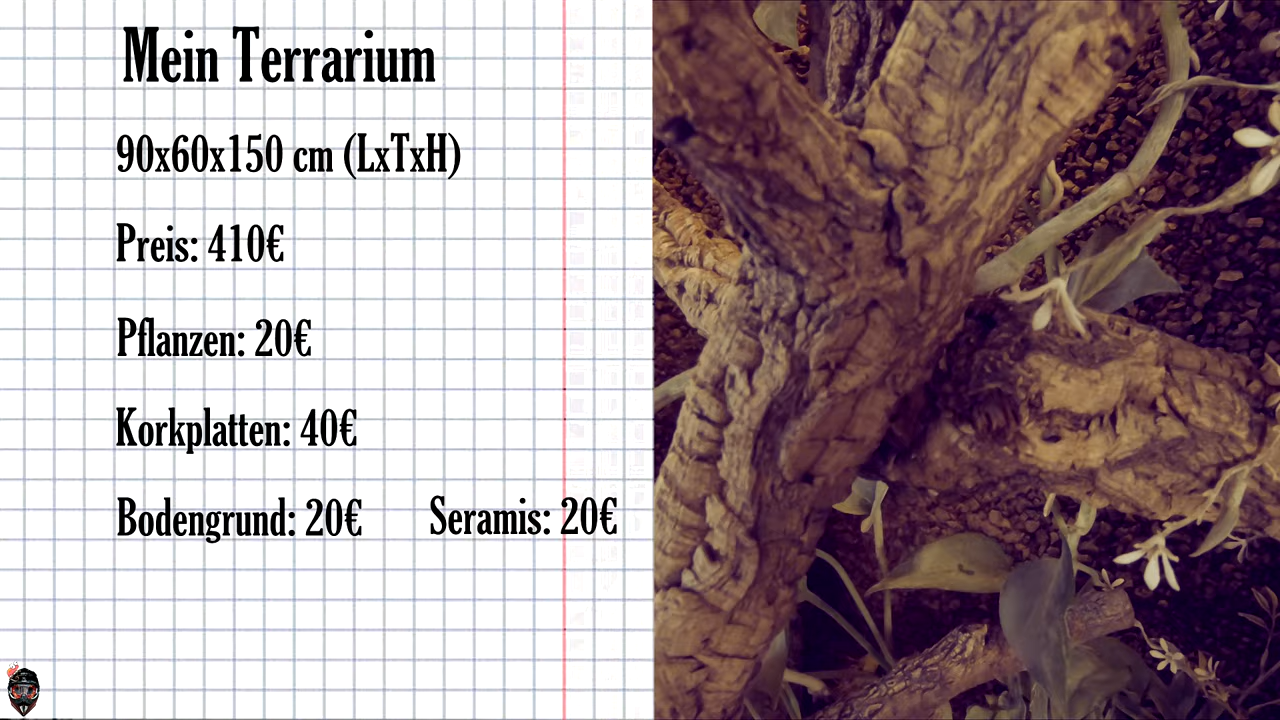 Mein Terrarium
90x60x150 cm (LxTxH)
Preis: 410€
Pflanzen: 20€
Korkplatten: 40€
Bodengrund: 20€ Seramis: 20€